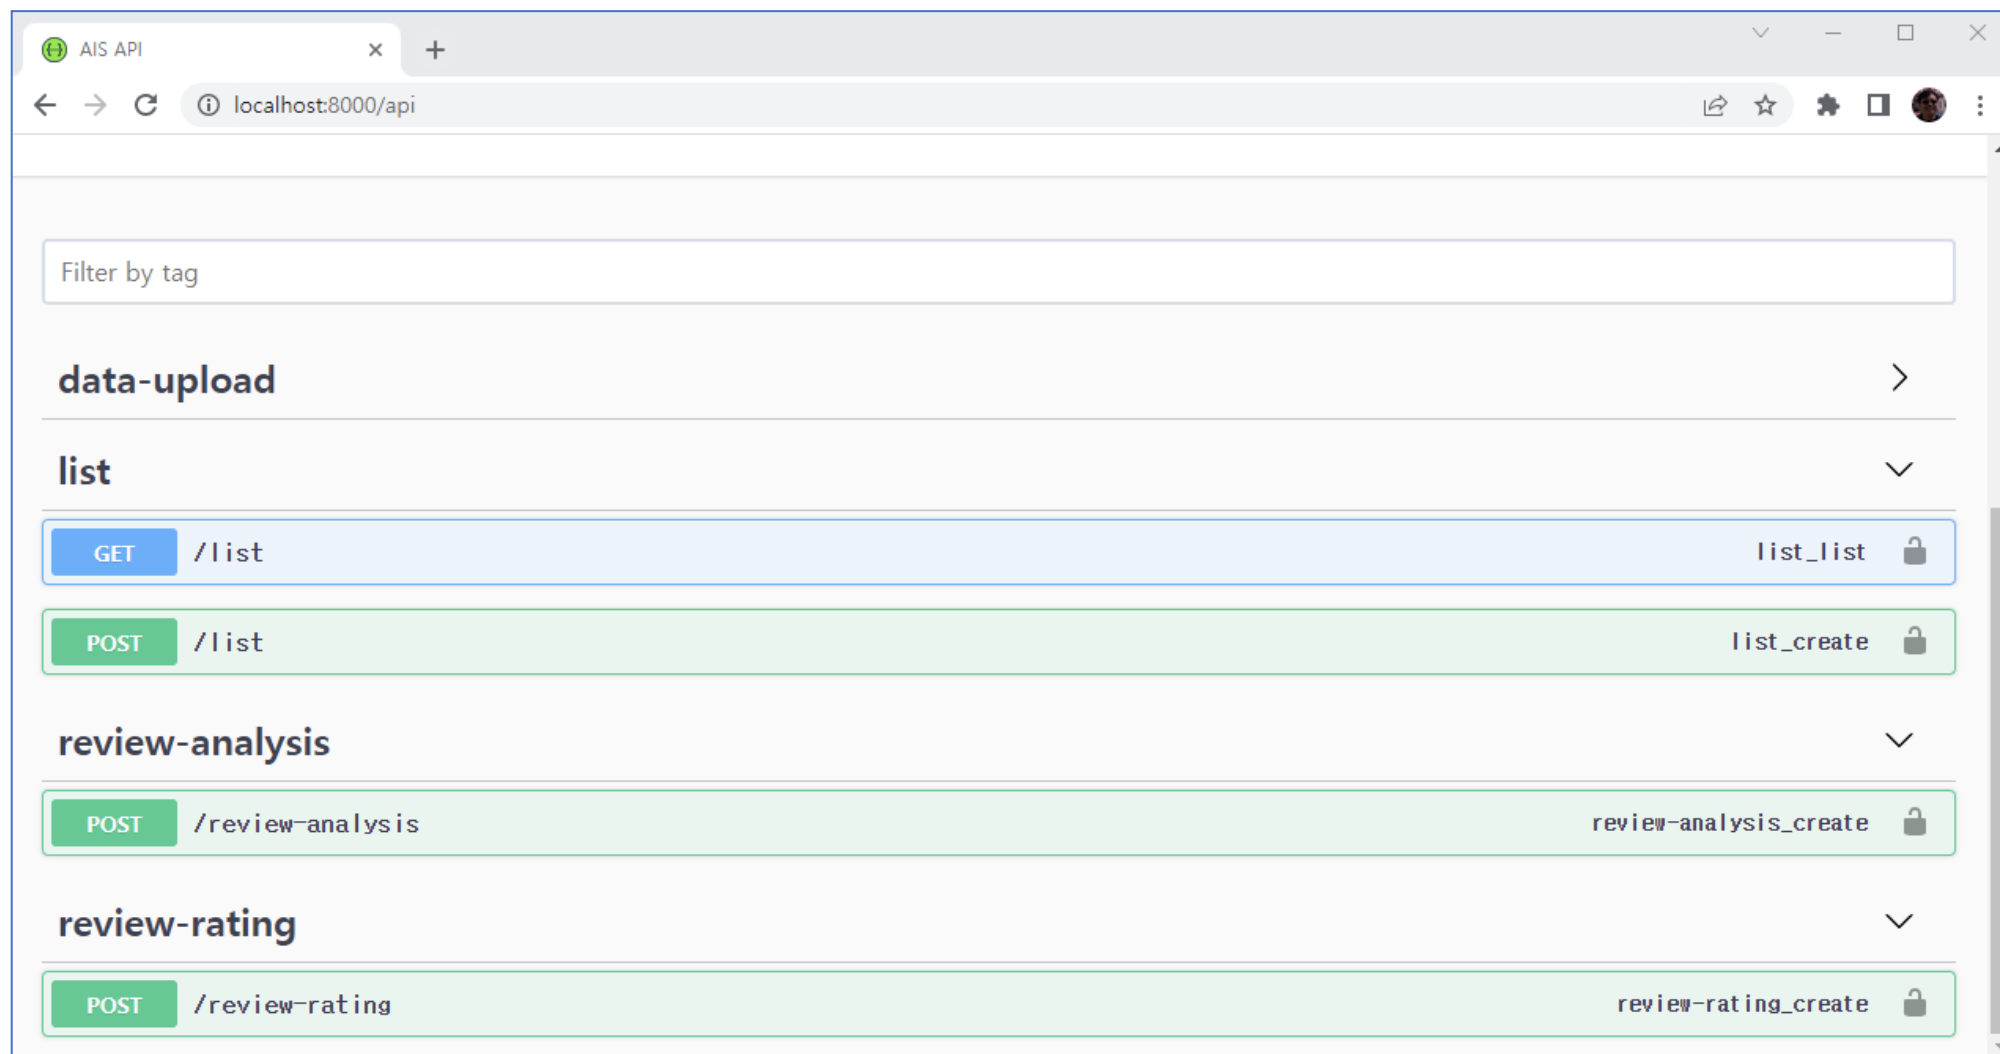 AIS API
localhost:8000/api
Filter by tag
data-upload
list
GET /list list_list
POST /list list_create
review-analysis
POST /review-analysis review-analysis_create
review-rating
POST /review-rating review-rating_create